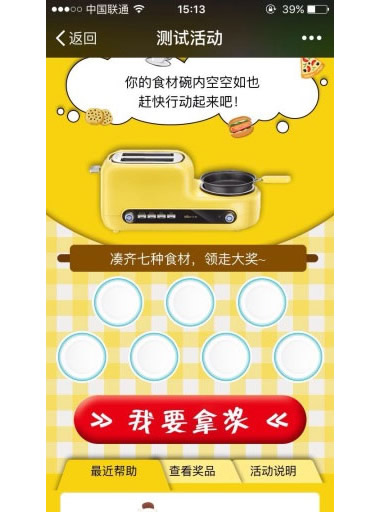 中国联通
15:13
39%
返回
测试活动
你的食材碗内空空如也
赶快行动起来吧！
凑齐七种食材，领走大奖~
我要拿浆
最近帮助
查看奖品
活动说明